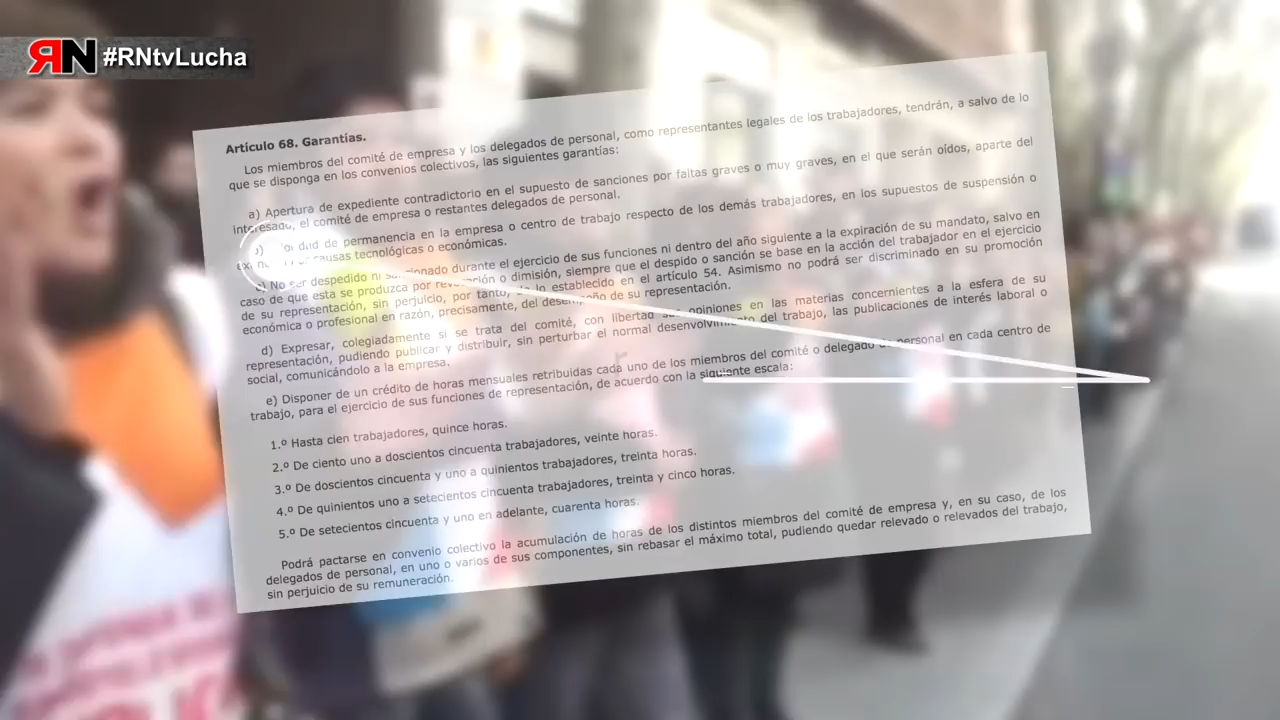 ЯN #RNtvLucha
Artículo 68. Garantías.
Los miembros del comité de empresa y los delegados de personal, como representantes legales de los trabajadores, tendrán, a salvo de lo
que se disponga en los convenios colectivos, las siguientes garantías:
a) Apertura de expediente contradictorio en el supuesto de sanciones por faltas graves o muy graves, en el que serán oídos, aparte del
interesado, el comité de empresa o restantes delegados de personal.
de permanencia en la empresa o centro de trabajo respecto de los demás trabajadores, en los supuestos de suspensión o
causas tecnológicas o económicas.
c) No ser despedido ni sancionado durante el ejercicio de sus funciones ni dentro del año siguiente a la expiración de su mandato, salvo en
caso de que esta se produzca por revocación o dimisión, siempre que el despido o sanción se base en la acción del trabajador en el ejercicio
de su representación, sin perjuicio, por tanto, de lo establecido en el artículo 54. Asimismo no podrá ser discriminado en su promoción
económica o profesional en razón, precisamente, del desempeño de su representación.
d) Expresar, colegiadamente si se trata del comité, con libertad sus opiniones en las materias concernientes a la esfera de su
representación, pudiendo publicar y distribuir, sin perturbar el normal desenvolvimiento del trabajo, las publicaciones de interés laboral o
social, comunicándolo a la empresa.
e) Disponer de un crédito de horas mensuales retribuidas cada uno de los miembros del comité o delegado de personal en cada centro de
trabajo, para el ejercicio de sus funciones de representación, de acuerdo con la siguiente escala:
1.º Hasta cien trabajadores, quince horas.
2.º De ciento uno a doscientos cincuenta trabajadores, veinte horas.
3.º De doscientos cincuenta y uno a quinientos trabajadores, treinta horas.
4.º De quinientos uno a setecientos cincuenta trabajadores, treinta y cinco horas.
5.º De setecientos cincuenta y uno en adelante, cuarenta horas.
Podrá pactarse en convenio colectivo la acumulación de horas de los distintos miembros del comité de empresa y, en su caso, de los
delegados de personal, en uno o varios de sus componentes, sin rebasar el máximo total, pudiendo quedar relevado o relevados del trabajo,
sin perjuicio de su remuneración.